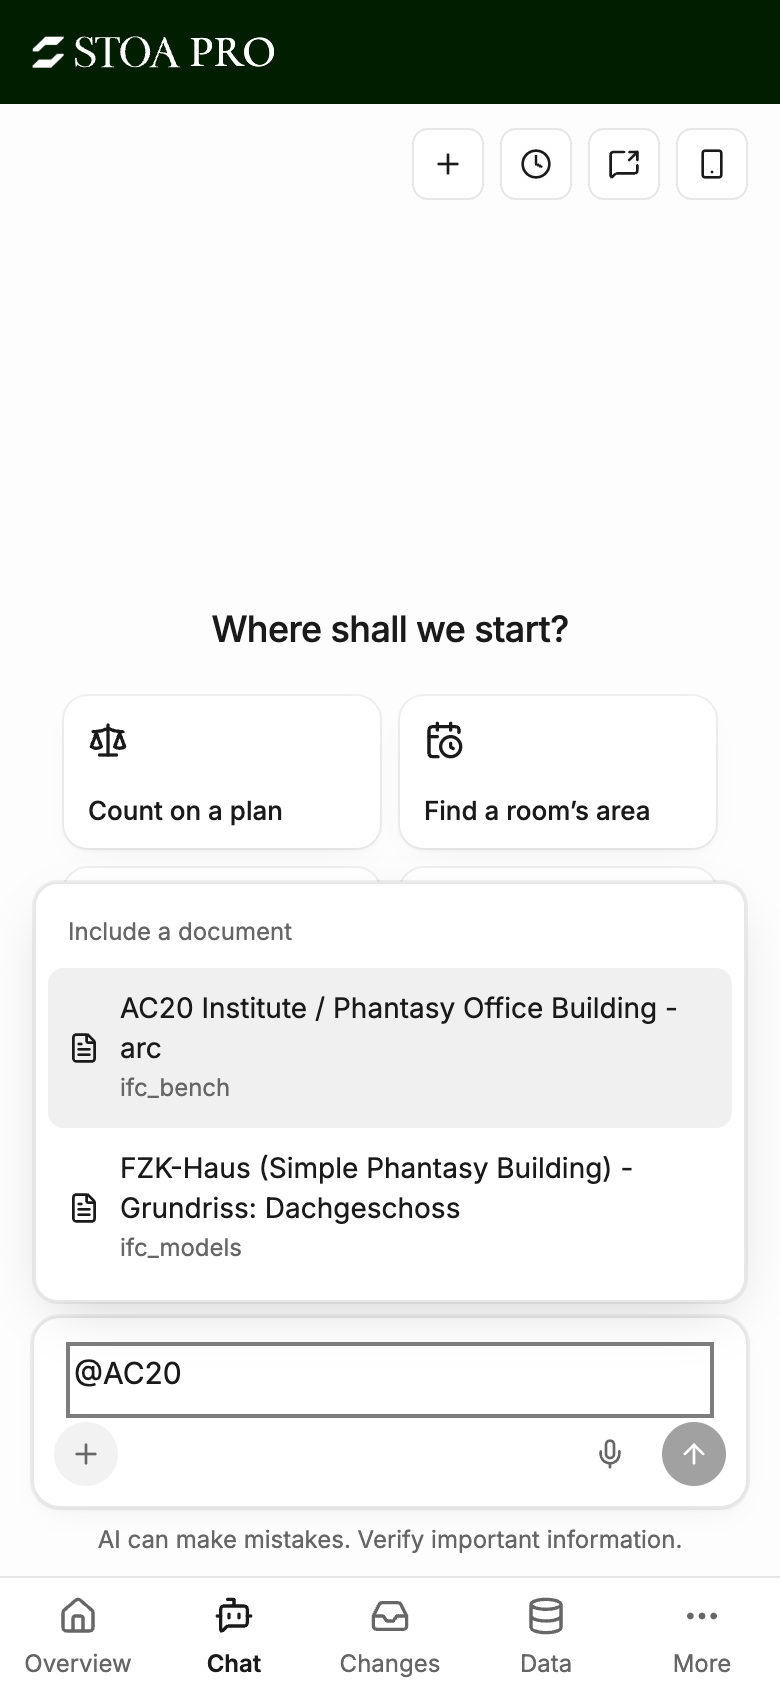 STOA PRO
Where shall we start?
Count on a plan
Find a room’s area
Include a document
AC20 Institute / Phantasy Office Building -
arc
ifc_bench
FZK-Haus (Simple Phantasy Building) -
Grundriss: Dachgeschoss
ifc_models
@AC20
AI can make mistakes. Verify important information.
Overview
Chat
Changes
Data
More